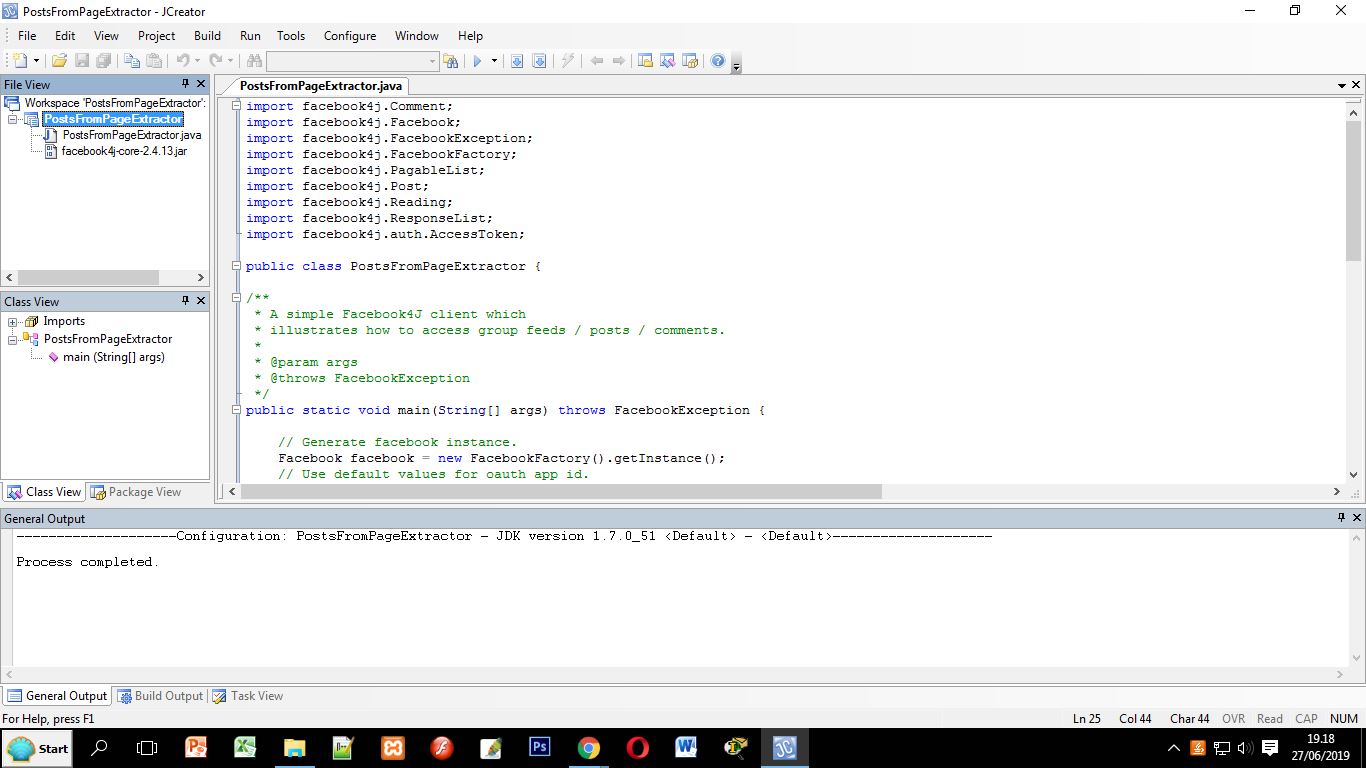 PostsFromPageExtractor - JCreator
File Edit View Project Build Run Tools Configure Window Help
File View
Workspace 'PostsFromPageExtractor':
PostsFromPageExtractor
PostsFromPageExtractor.java
facebook4j-core-2.4.13.jar
Class View
Imports
PostsFromPageExtractor
main (String[] args)
Class View Package View
PostsFromPageExtractor.java
import facebook4j.Comment;
import facebook4j.Facebook;
import facebook4j.FacebookException;
import facebook4j.FacebookFactory;
import facebook4j.PagableList;
import facebook4j.Post;
import facebook4j.Reading;
import facebook4j.ResponseList;
import facebook4j.auth.AccessToken;
public class PostsFromPageExtractor {
/**
* A simple Facebook4J client which
* illustrates how to access group feeds / posts / comments.
*
* @param args
* @throws FacebookException
*/
public static void main(String[] args) throws FacebookException {
// Generate facebook instance.
Facebook facebook = new FacebookFactory().getInstance();
// Use default values for oauth app id.
General Output
--------------------Configuration: PostsFromPageExtractor - JDK version 1.7.0_51 <Default> - <Default>--------------------
Process completed.
General Output Build Output Task View
For Help, press F1
Ln 25 Col 44 Char 44 OVR Read CAP NUM
Start
Ps
JC
19.18
27/06/2019